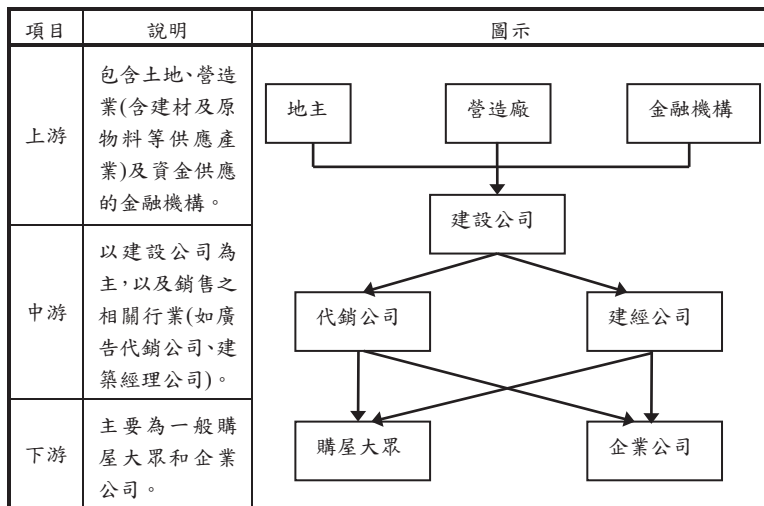 項目 說明 圖示
上游
包含土地、營造
業(含建材及原
物料等供應產
業)及資金供應
的金融機構。
地主 營造廠 金融機構
建設公司
中游
以建設公司為
主,以及銷售之
相關行業(如廣
告代銷公司、建
築經理公司)。
代銷公司 建經公司
下游
主要為一般購
屋大眾和企業
公司。
購屋大眾 企業公司